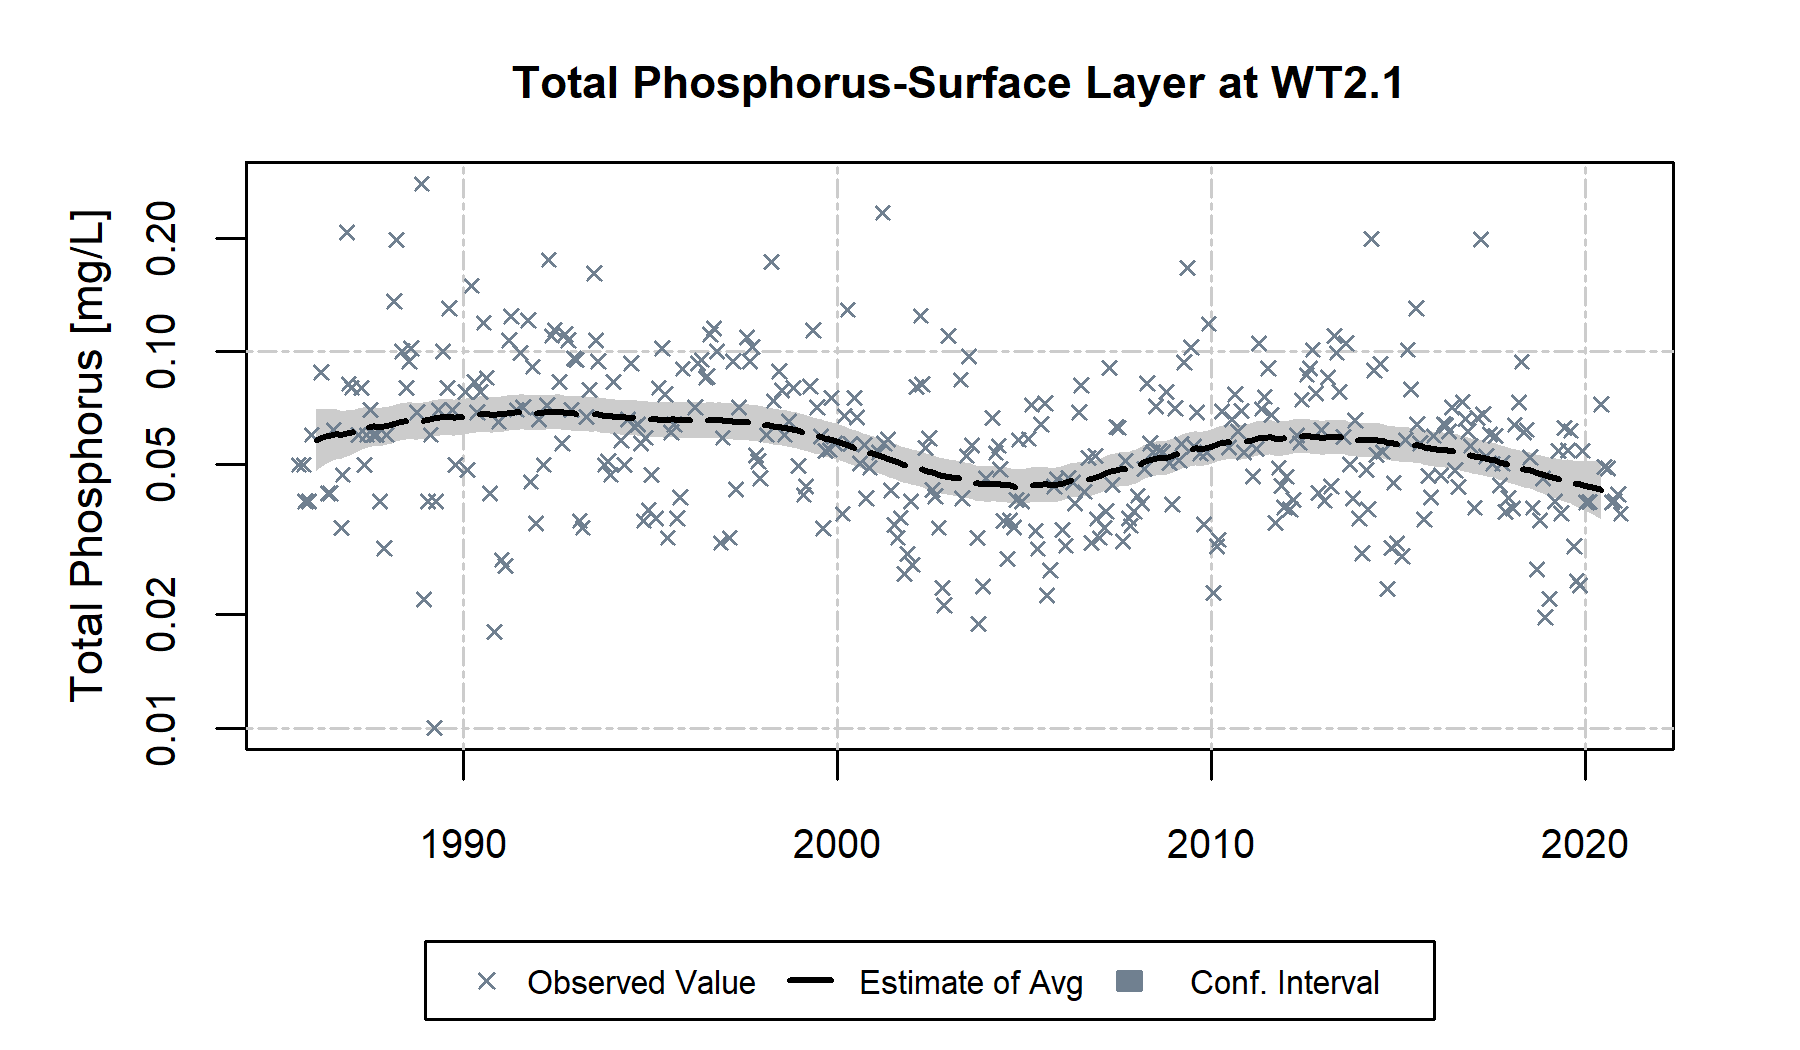 Total Phosphorus-Surface Layer at WT2.1
Total Phosphorus [mg/L]
0.20
0.10
0.05
0.02
0.01
1990 2000 2010 2020
Observed Value Estimate of Avg Conf. Interval